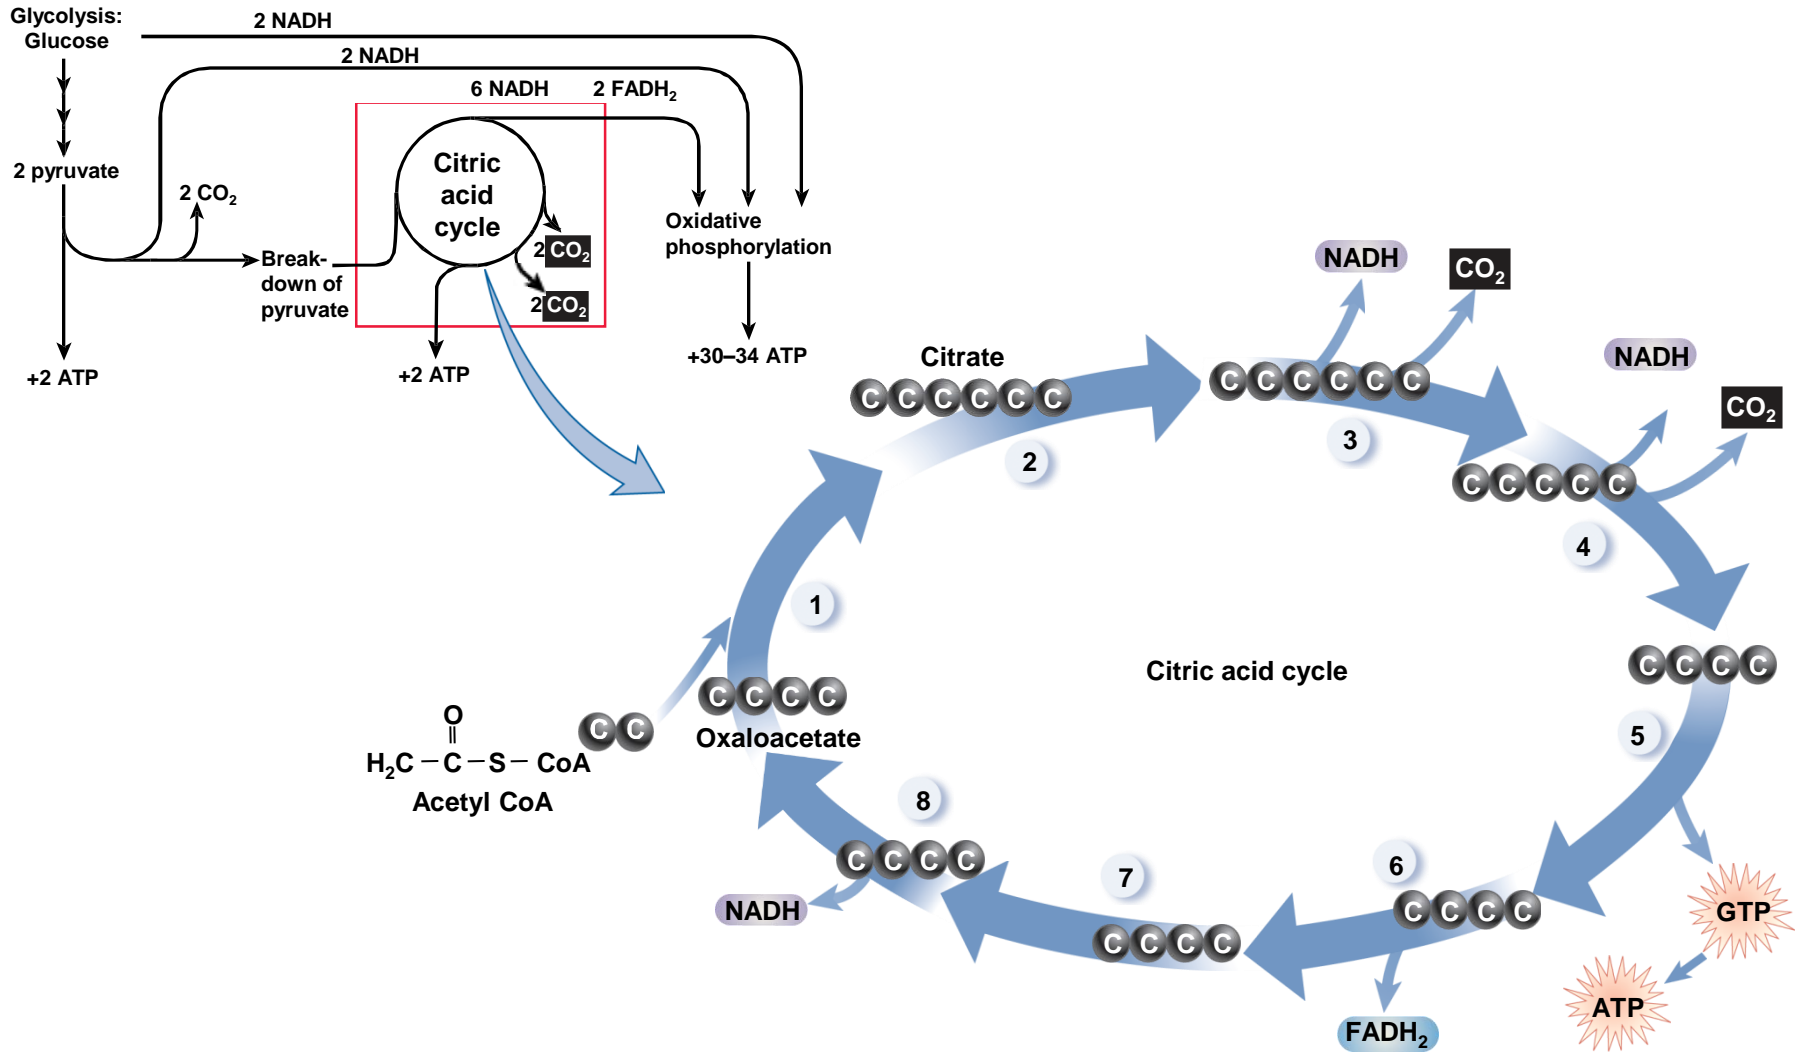 Glycolysis:
Glucose
2 NADH
2 NADH
6 NADH 2 FADH₂
2 pyruvate
2 CO₂
Citric
acid
cycle
2 CO₂
2 CO₂
Break-
down of
pyruvate
Oxidative
phosphorylation
+2 ATP
+2 ATP
+30–34 ATP
Citrate
C C C C C C
2
C C C C C C
NADH
CO₂
3
C C C C C
NADH
CO₂
4
1
C C C C
Oxaloacetate
C C
O
H₂C – C – S – CoA
Acetyl CoA
Citric acid cycle
C C C C
5
GTP
ATP
6
C C C C
FADH₂
7
C C C C
8
C C C C
NADH